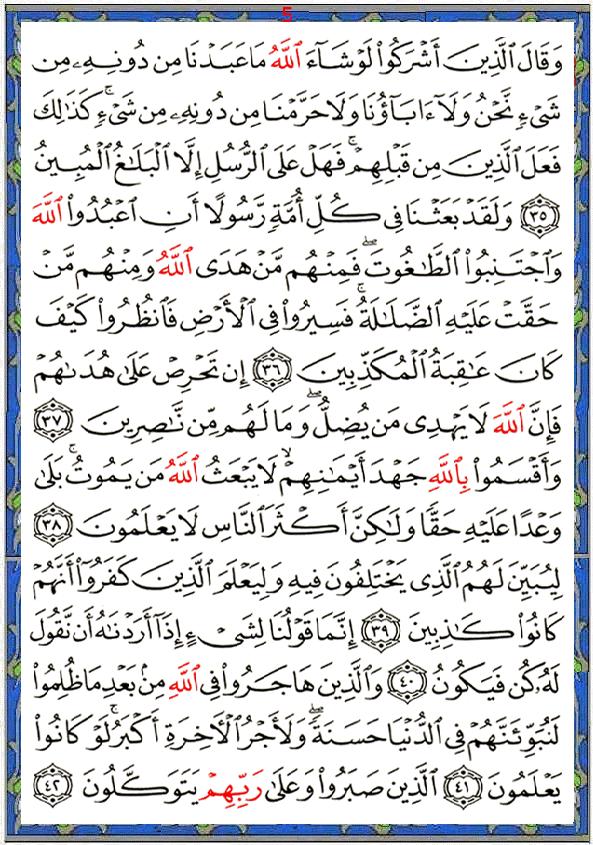 5
وَقَالَ ٱلَّذِينَ أَشۡرَكُواْ لَوۡ شَآءَ ٱللَّهُ مَا عَبَدۡنَا مِن دُونِهِۦ مِن
شَيۡءٖ نَّحۡنُ وَلَآ ءَابَآؤُنَا وَلَا حَرَّمۡنَا مِن دُونِهِۦ مِن شَيۡءٖۚ كَذَٰلِكَ
فَعَلَ ٱلَّذِينَ مِن قَبۡلِهِمۡۚ فَهَلۡ عَلَى ٱلرُّسُلِ إِلَّا ٱلۡبَلَٰغُ ٱلۡمُبِينُ
٣٥ وَلَقَدۡ بَعَثۡنَا فِي كُلِّ أُمَّةٖ رَّسُولًا أَنِ ٱعۡبُدُواْ ٱللَّهَ
وَٱجۡتَنِبُواْ ٱلطَّٰغُوتَۖ فَمِنۡهُم مَّنۡ هَدَى ٱللَّهُ وَمِنۡهُم مَّنۡ
حَقَّتۡ عَلَيۡهِ ٱلضَّلَٰلَةُۚ فَسِيرُواْ فِي ٱلۡأَرۡضِ فَٱنظُرُواْ كَيۡفَ
كَانَ عَٰقِبَةُ ٱلۡمُكَذِّبِينَ ٣٦ إِن تَحۡرِصۡ عَلَىٰ هُدَىٰهُمۡ
فَإِنَّ ٱللَّهَ لَا يَهۡدِي مَن يُضِلُّۖ وَمَا لَهُم مِّن نَّٰصِرِينَ ٣٧
وَأَقۡسَمُواْ بِٱللَّهِ جَهۡدَ أَيۡمَٰنِهِمۡۙ لَا يَبۡعَثُ ٱللَّهُ مَن يَمُوتُۚ بَلَىٰ
وَعۡدًا عَلَيۡهِ حَقّٗا وَلَٰكِنَّ أَكۡثَرَ ٱلنَّاسِ لَا يَعۡلَمُونَ ٣٨
لِيُبَيِّنَ لَهُمُ ٱلَّذِي يَخۡتَلِفُونَ فِيهِ وَلِيَعۡلَمَ ٱلَّذِينَ كَفَرُوٓاْ أَنَّهُمۡ
كَانُواْ كَٰذِبِينَ ٣٩ إِنَّمَا قَوۡلُنَا لِشَيۡءٍ إِذَآ أَرَدۡنَٰهُ أَن نَّقُولَ
لَهُۥ كُن فَيَكُونُ ٤٠ وَٱلَّذِينَ هَاجَرُواْ فِي ٱللَّهِ مِنۢ بَعۡدِ مَا ظُلِمُواْ
لَنُبَوِّئَنَّهُمۡ فِي ٱلدُّنۡيَا حَسَنَةٗۖ وَلَأَجۡرُ ٱلۡأٓخِرَةِ أَكۡبَرُۚ لَوۡ كَانُواْ
يَعۡلَمُونَ ٤١ ٱلَّذِينَ صَبَرُواْ وَعَلَىٰ رَبِّهِمۡ يَتَوَكَّلُونَ ٤٢